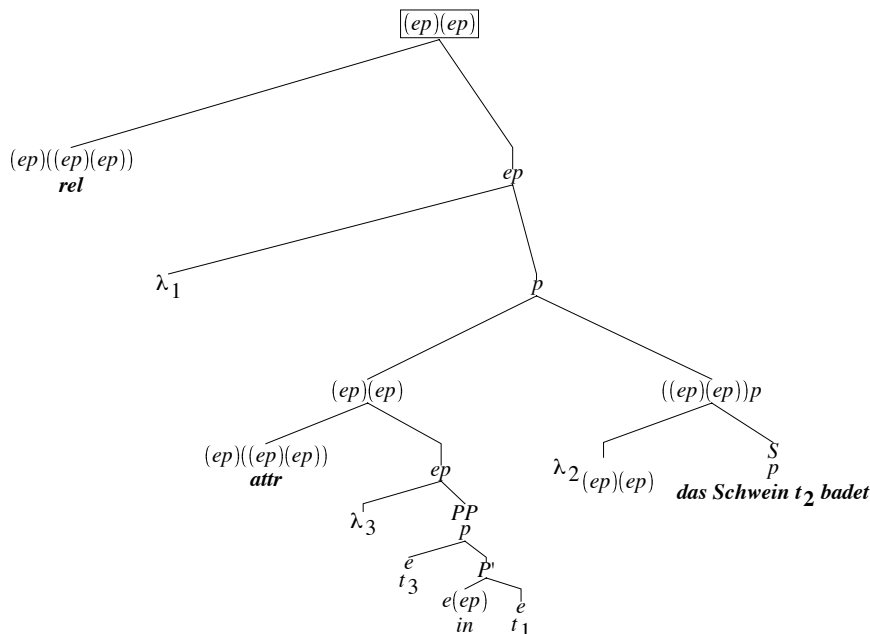 (ep)(ep)
(ep)((ep)(ep))
rel
ep
λ1
p
(ep)(ep)
((ep)(ep))p
(ep)((ep)(ep))
attr
ep
λ2 (ep)(ep)
S
p
das Schwein t2 badet
λ3
PP
p
e
t3
P'
e(ep)
in
e
t1